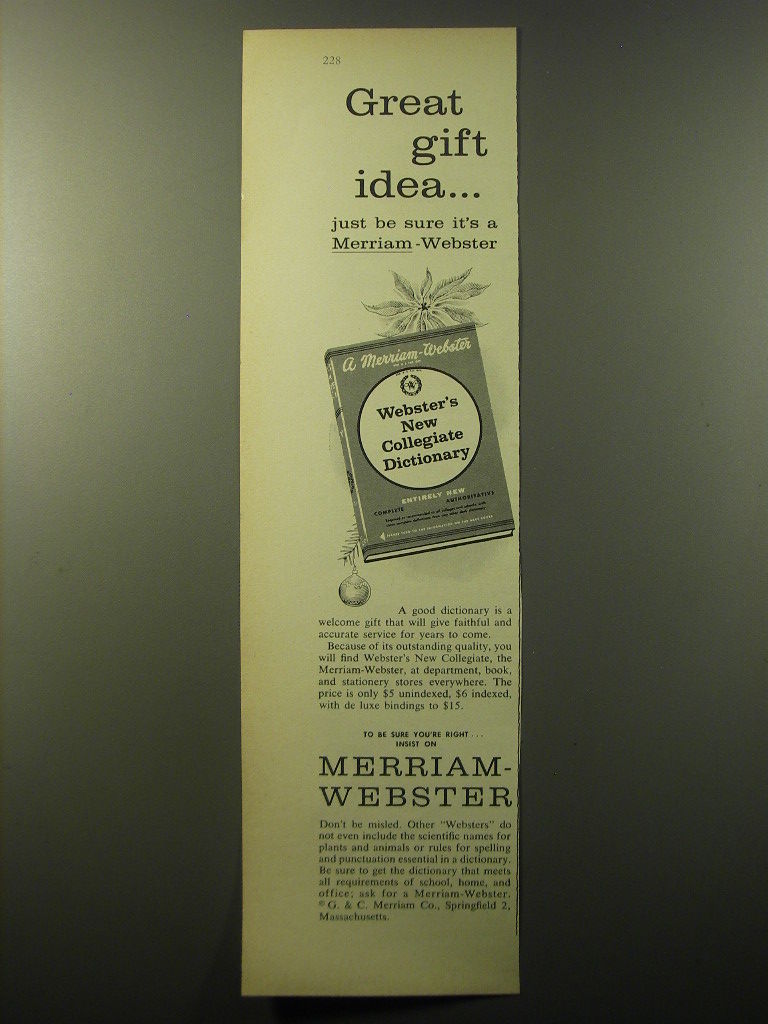 228
Great
gift
idea...
just be sure it's a
Merriam-Webster
A Merriam-Webster
Webster's
New
Collegiate
Dictionary
ENTIRELY NEW
COMPLETE AUTHORITATIVE
A good dictionary is a
welcome gift that will give faithful and
accurate service for years to come.
Because of its outstanding quality, you
will find Webster's New Collegiate, the
Merriam-Webster, at department, book,
and stationery stores everywhere. The
price is only $5 unindexed, $6 indexed,
with de luxe bindings to $15.
TO BE SURE YOU'RE RIGHT...
INSIST ON
MERRIAM-
WEBSTER
Don't be misled. Other "Websters" do
not even include the scientific names for
plants and animals or rules for spelling
and punctuation essential in a dictionary.
Be sure to get the dictionary that meets
all requirements of school, home, and
office; ask for a Merriam-Webster.
© G. & C. Merriam Co., Springfield 2,
Massachusetts.